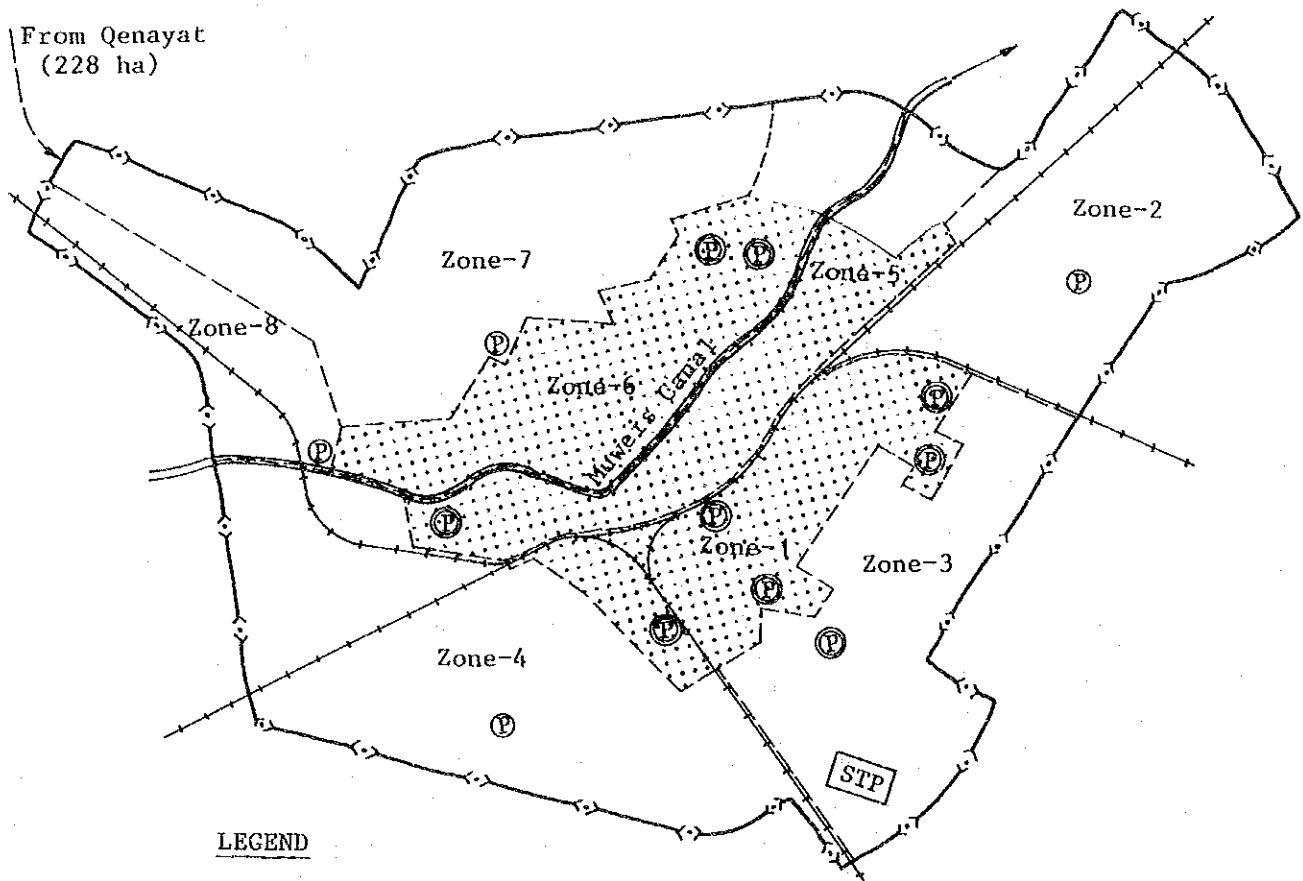 From Qenayat
(228 ha)
Zone-2
Zone-7
P
P
Zone-5
P
Zone-8
P
Zone-6
Muweis Canal
P
P
P
P
P
Zone-1
Zone-3
P
P
P
Zone-4
P
STP
LEGEND